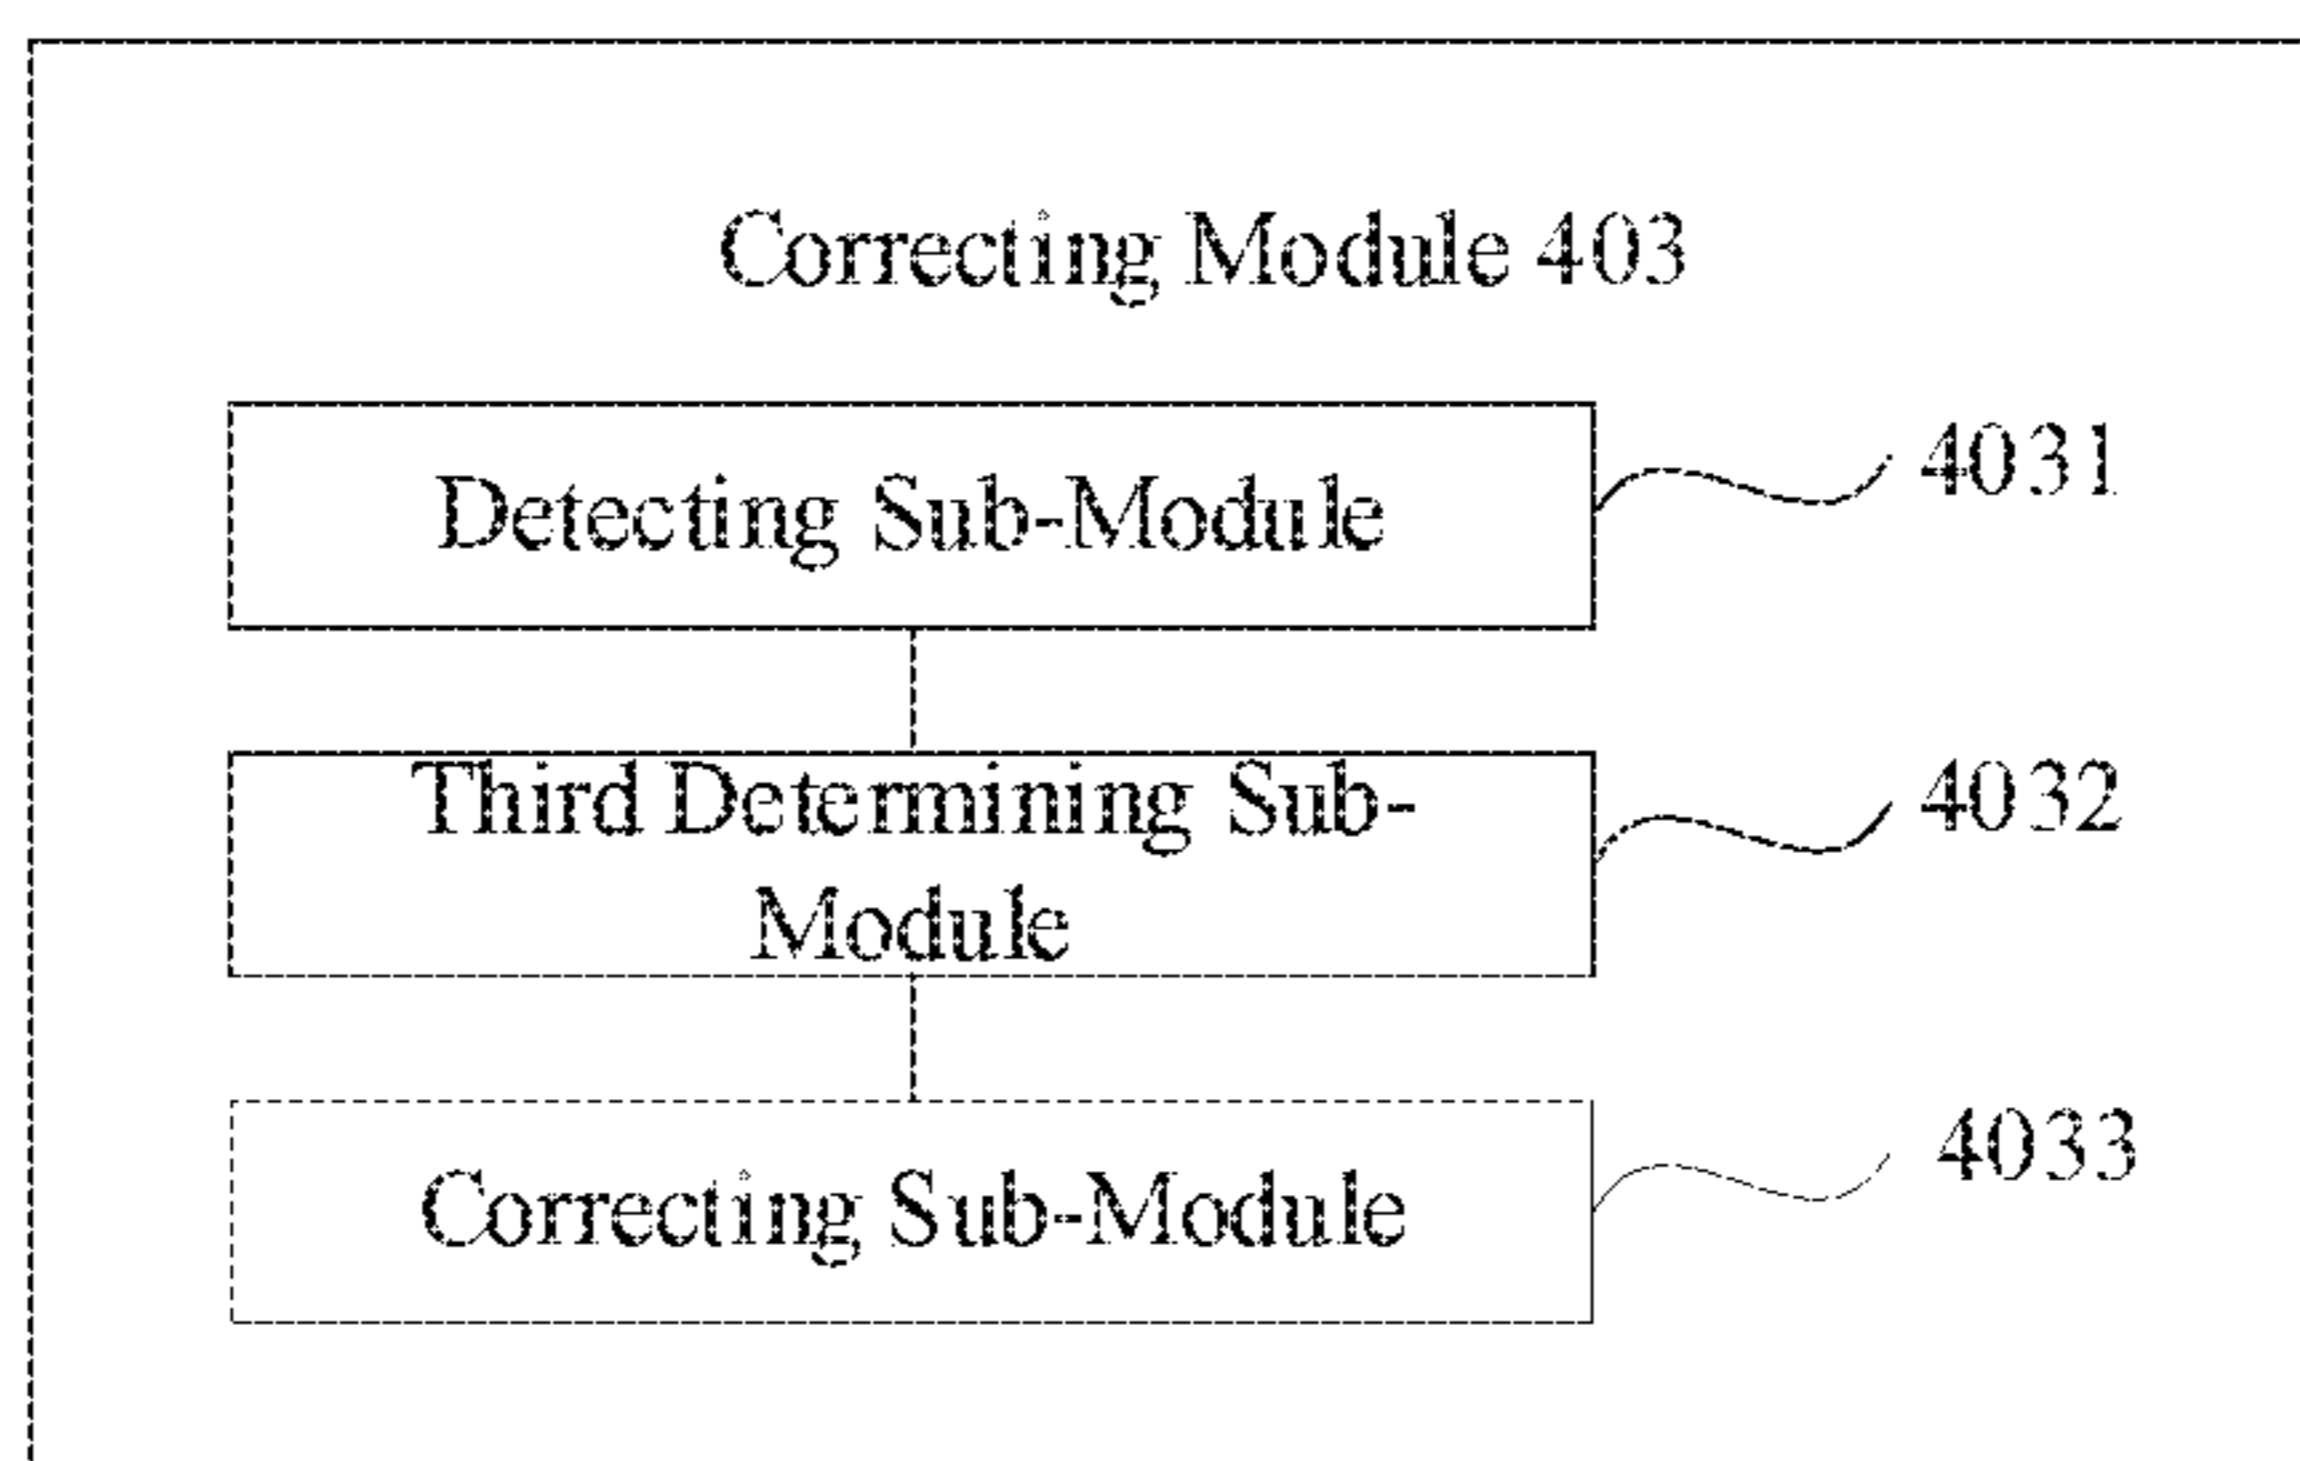 Correcting Module 403
Detecting Sub-Module
4031
Third Determining Sub-
Module
4032
Correcting Sub-Module
4033